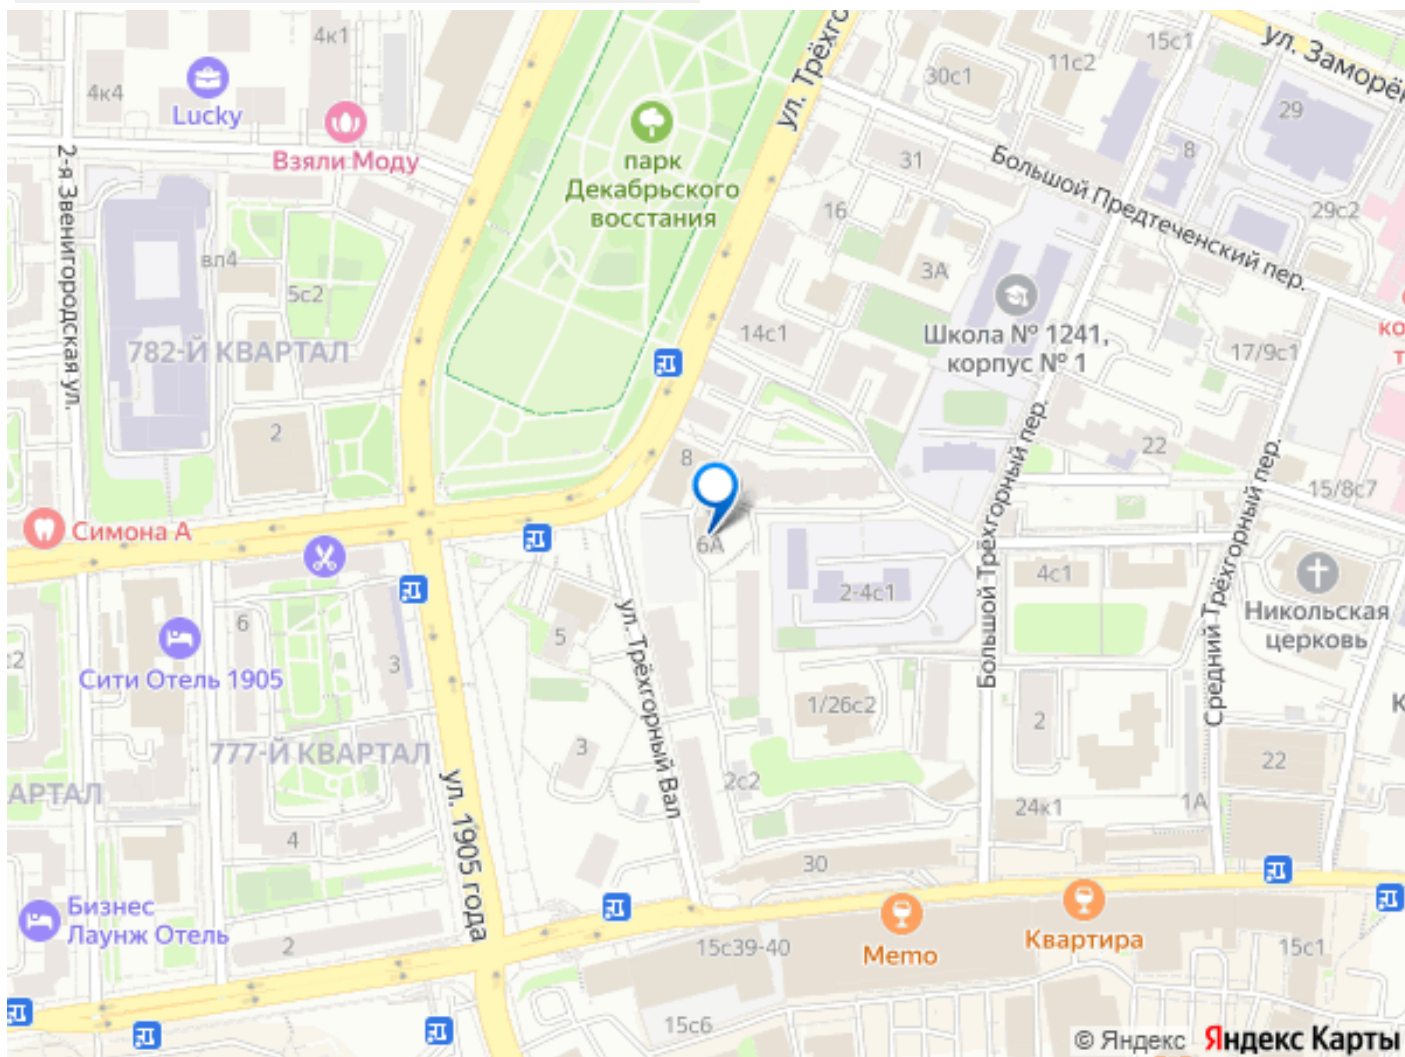 4к1
15с1
ул. Заморён
4к4
Lucky
ул. Трёхго
30с1
11с2
29
Взяли Моду
парк
Декабрьского
восстания
31
8
Большой Предтеченский пер.
2-я Звенигородская ул.
16
29с2
вл4
5с2
3А
Школа № 1241,
корпус № 1
14с1
782-Й КВАРТАЛ
17/9с1
ко
т
2
8
22
15/8с7
Симона А
6А
Большой Трёхгорный пер.
Средний Трёхгорный пер.
2-4с1
4с1
Никольская
церковь
6
5
ул. Трёхгорный Вал
с2
3
Сити Отель 1905
1/26с2
2
К
777-Й КВАРТАЛ
3
22
АРТАЛ
ул. 1905 года
2с2
24к1
1А
4
30
Бизнес
Лаунж Отель
2
15с39-40
Memo
Квартира
15с1
15с6
© Яндекс Яндекс Карты